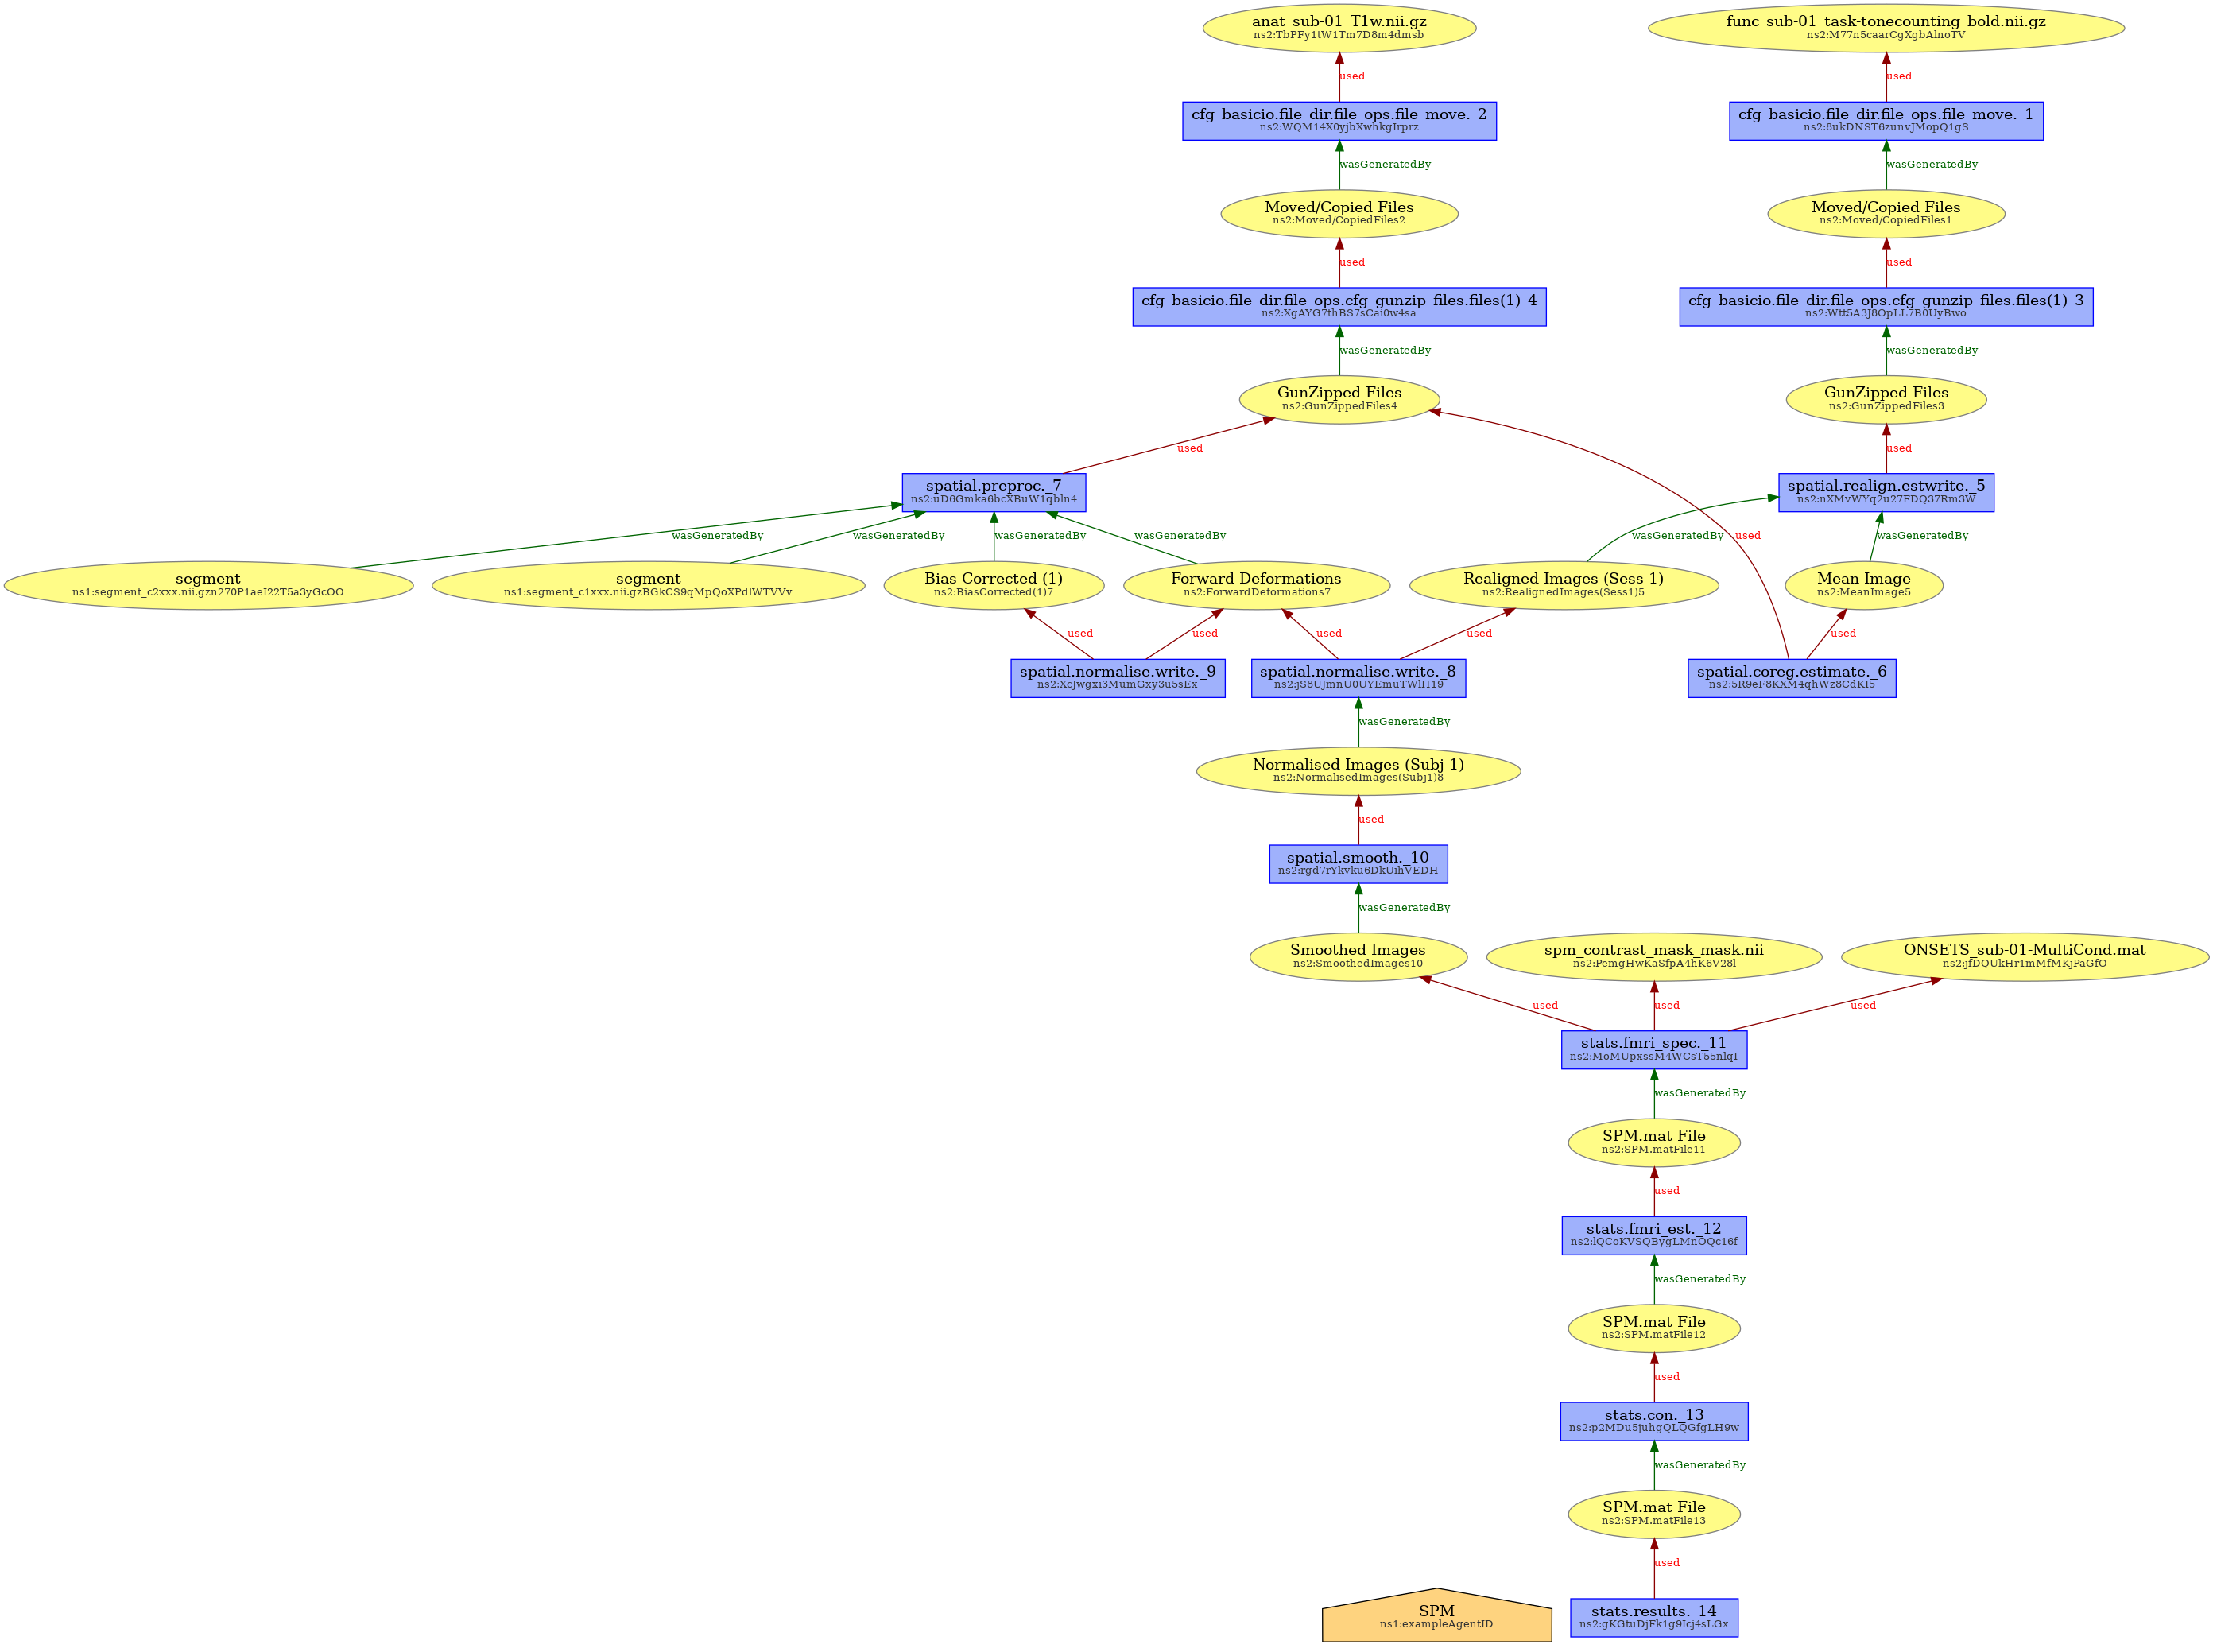 anat_sub-01_T1w.nii.gz
ns2:TbPFy1tW1Tm7D8m4dmsb
func_sub-01_task-tonecounting_bold.nii.gz
ns2:M77n5caarCgXgbAlnoTV
used
used
cfg_basicio.file_dir.file_ops.file_move._2
ns2:WQM14X0yjbXwnkgIrprz
cfg_basicio.file_dir.file_ops.file_move._1
ns2:8ukDNST6zunvJMopQ1gS
wasGeneratedBy
wasGeneratedBy
Moved/Copied Files
ns2:Moved/CopiedFiles2
Moved/Copied Files
ns2:Moved/CopiedFiles1
used
used
cfg_basicio.file_dir.file_ops.cfg_gunzip_files.files(1)_4
ns2:XgAYG7thBS7sCai0w4sa
cfg_basicio.file_dir.file_ops.cfg_gunzip_files.files(1)_3
ns2:Wtt5A3J8OpLL7B0UyBwo
wasGeneratedBy
wasGeneratedBy
GunZipped Files
ns2:GunZippedFiles4
GunZipped Files
ns2:GunZippedFiles3
used
used
spatial.preproc._7
ns2:uD6Gmka6bcXBuW1qbln4
spatial.realign.estwrite._5
ns2:nXMvWYq2u27FDQ37Rm3W
wasGeneratedBy
wasGeneratedBy
wasGeneratedBy
wasGeneratedBy
wasGeneratedBy
used
wasGeneratedBy
segment
ns1:segment_c2xxx.nii.gzn270P1aeI22T5a3yGcOO
segment
ns1:segment_c1xxx.nii.gzBGkCS9qMpQoXPdlWTVVv
Bias Corrected (1)
ns2:BiasCorrected(1)7
Forward Deformations
ns2:ForwardDeformations7
Realigned Images (Sess 1)
ns2:RealignedImages(Sess1)5
Mean Image
ns2:MeanImage5
used
used
used
used
used
spatial.normalise.write._9
ns2:XcJwgxi3MumGxy3u5sEx
spatial.normalise.write._8
ns2:jS8UJmnU0UYEmuTWlH19
spatial.coreg.estimate._6
ns2:5R9eF8KXM4qhWz8CdKI5
wasGeneratedBy
Normalised Images (Subj 1)
ns2:NormalisedImages(Subj1)8
used
spatial.smooth._10
ns2:rgd7rYkvku6DkUihVEDH
wasGeneratedBy
Smoothed Images
ns2:SmoothedImages10
spm_contrast_mask_mask.nii
ns2:PemgHwKaSfpA4hK6V28l
ONSETS_sub-01-MultiCond.mat
ns2:jfDQUkHr1mMfMKjPaGfO
used
used
used
stats.fmri_spec._11
ns2:MoMUpxssM4WCsT55nlqI
wasGeneratedBy
SPM.mat File
ns2:SPM.matFile11
used
stats.fmri_est._12
ns2:lQCoKVSQBygLMnOQc16f
wasGeneratedBy
SPM.mat File
ns2:SPM.matFile12
used
stats.con._13
ns2:p2MDu5juhgQLQGfgLH9w
wasGeneratedBy
SPM.mat File
ns2:SPM.matFile13
used
SPM
ns1:exampleAgentID
stats.results._14
ns2:gKGtuDjFk1g9Icj4sLGx